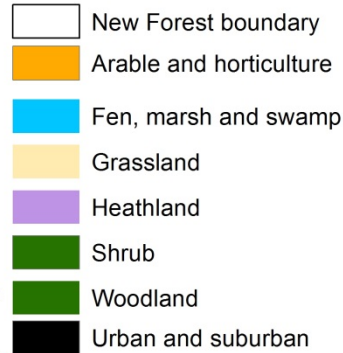 New Forest boundary
Arable and horticulture
Fen, marsh and swamp
Grassland
Heathland
Shrub
Woodland
Urban and suburban